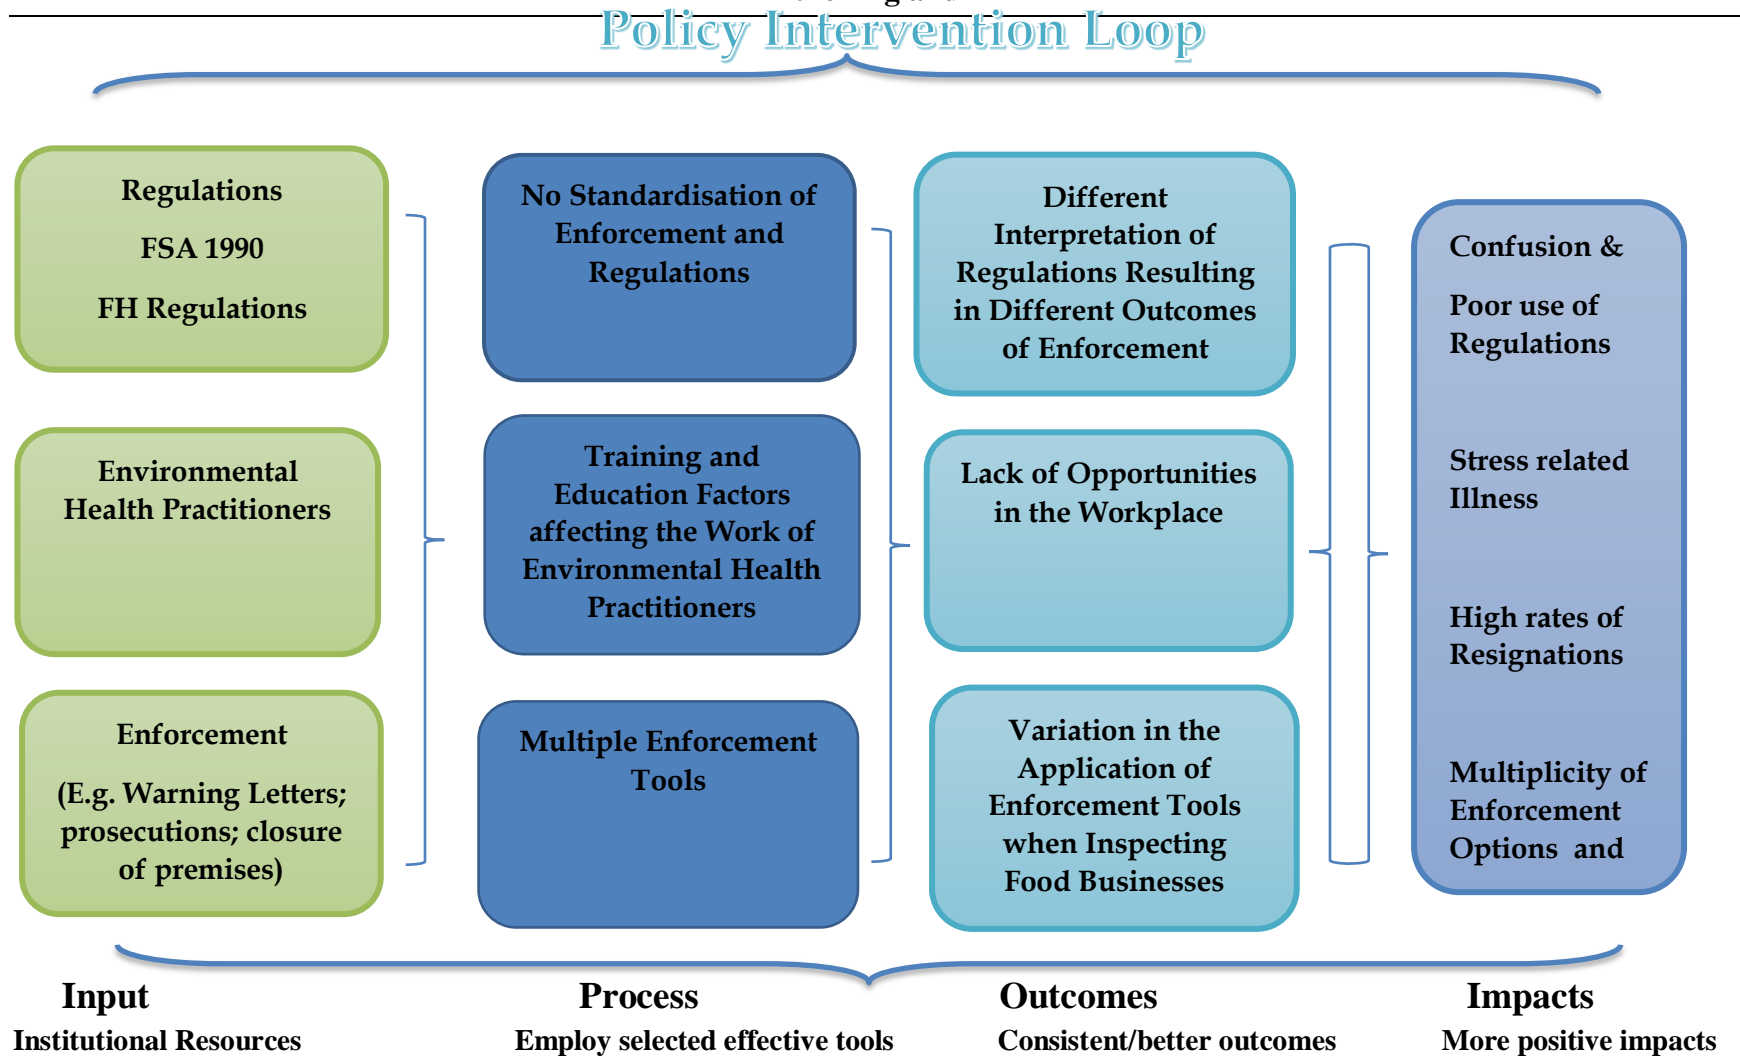 Policy Intervention Loop
Regulations
FSA 1990
FH Regulations
Environmental
Health Practitioners
Enforcement
(E.g. Warning Letters;
prosecutions; closure
of premises)
No Standardisation of
Enforcement and
Regulations
Training and
Education Factors
affecting the Work of
Environmental Health
Practitioners
Multiple Enforcement
Tools
Different
Interpretation of
Regulations Resulting
in Different Outcomes
of Enforcement
Lack of Opportunities
in the Workplace
Variation in the
Application of
Enforcement Tools
when Inspecting
Food Businesses
Confusion &
Poor use of
Regulations
Stress related
Illness
High rates of
Resignations
Multiplicity of
Enforcement
Options and
Input
Process
Outcomes
Impacts
Institutional Resources
Employ selected effective tools
Consistent/better outcomes
More positive impacts